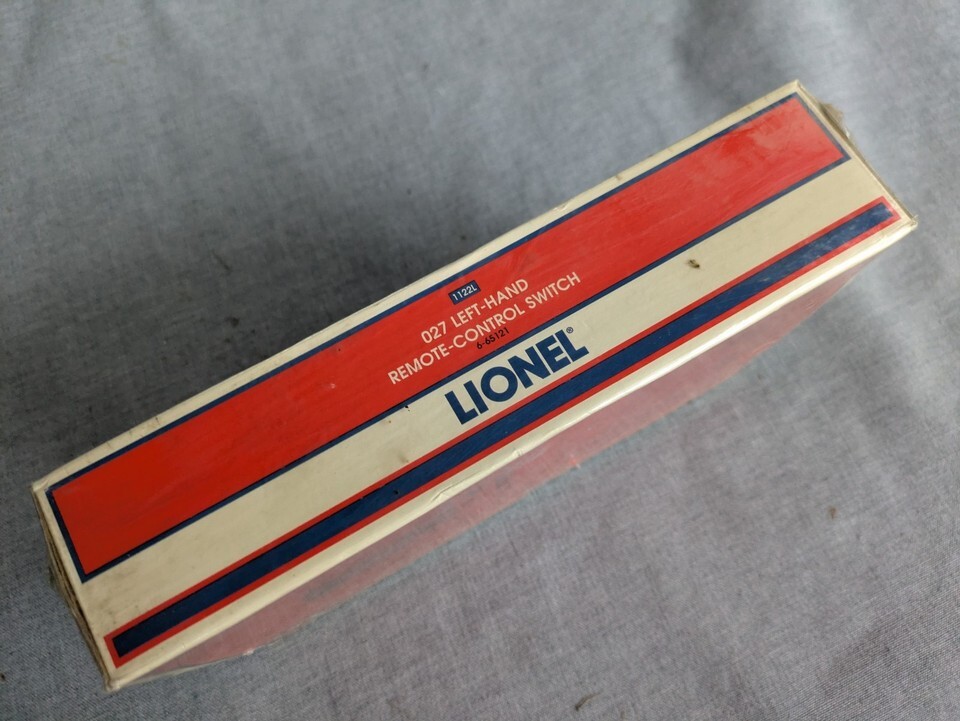 1122L
027 LEFT-HAND
REMOTE-CONTROL SWITCH
6-65121
LIONEL®